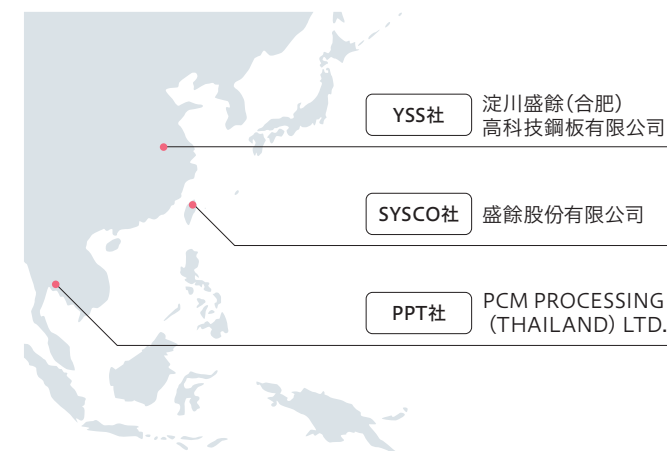 YSS社
淀川盛餘(合肥)
高科技鋼板有限公司
SYSCO社
盛餘股份有限公司
PPT社
PCM PROCESSING
(THAILAND) LTD.